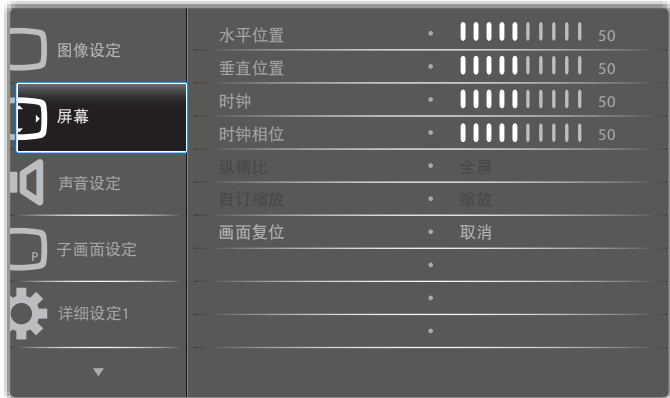 图像设定
屏幕
声音设定
P
子画面设定
详细设定1
水平位置 • 50
垂直位置 • 50
时钟 • 50
时钟相位 • 50
纵横比 • 全屏
自订缩放 • 缩放
画面复位 • 取消
•
•
•